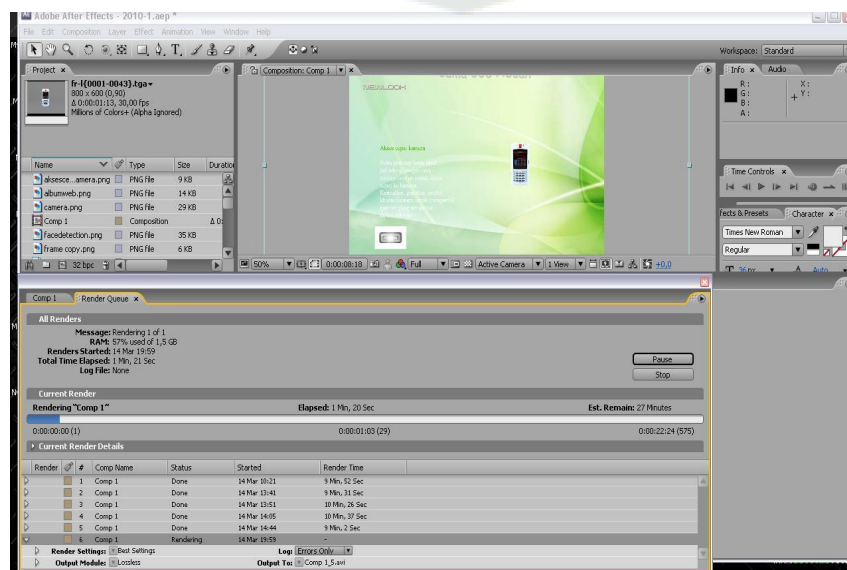 Adobe After Effects - 2010-1.aep *
File Edit Composition Layer Effect Animation View Window Help
Workspace: Standard
Project
fr-l{0001-0043}.tga
800 x 600 (0,90)
Δ 0:00:01:13, 30,00 fps
Millions of Colors+ (Alpha Ignored)
Name Type Size Duration
aksesce...amera.png PNG file 9 KB
albumweb.png PNG file 14 KB
camera.png PNG file 29 KB
Comp 1 Composition Δ 0:
facedetection.png PNG file 35 KB
frame copy.png PNG file 6 KB
32 bpc
Composition: Comp 1
NEWLOOK
50% 0:00:08:18 Full Active Camera 1 View +0,0
Info Audio
R: X:
G: Y:
B:
A:
Time Controls
fects & Presets Character
Times New Roman
Regular
36 px Auto
Comp 1 Render Queue
All Renders
Message: Rendering 1 of 1
RAM: 57% used of 1,5 GB
Renders Started: 14 Mar 19:59
Total Time Elapsed: 1 Min, 21 Sec
Log File: None
Pause
Stop
Current Render
Rendering "Comp 1" Elapsed: 1 Min, 20 Sec Est. Remain: 27 Minutes
0:00:00:00 (1) 0:00:01:03 (29) 0:00:22:24 (575)
Current Render Details
Render # Comp Name Status Started Render Time
1 Comp 1 Done 14 Mar 10:21 9 Min, 52 Sec
2 Comp 1 Done 14 Mar 13:41 9 Min, 31 Sec
3 Comp 1 Done 14 Mar 13:51 10 Min, 26 Sec
4 Comp 1 Done 14 Mar 14:05 10 Min, 37 Sec
5 Comp 1 Done 14 Mar 14:44 9 Min, 2 Sec
6 Comp 1 Rendering 14 Mar 19:59 -
Render Settings: Best Settings Log: Errors Only
Output Module: Lossless Output To: Comp 1_5.avi